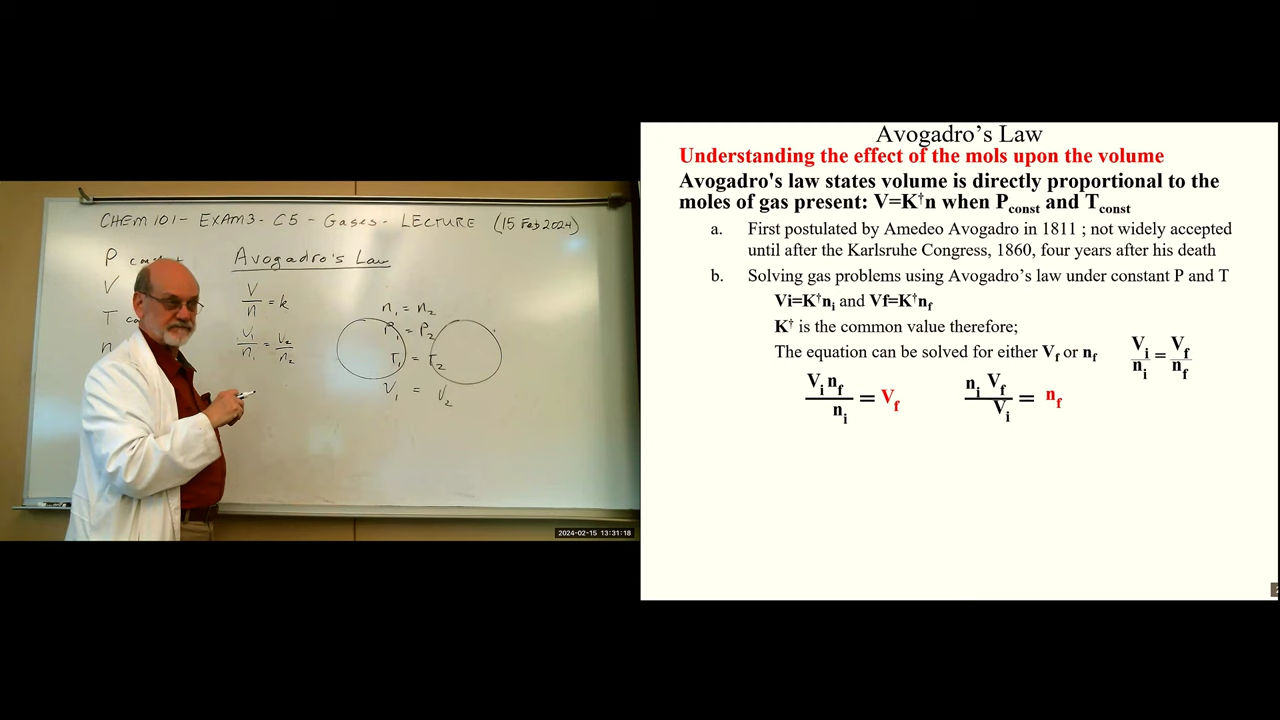 CHEM 101- EXAM3- C5 - Gases- LECTURE (15 Feb 2024)
P
Avogadro's Law
V
V/n = k
T
n
V₁/n₁ = V₂/n₂
n₁ = n₂
P₁ = P₂
T₁ = T₂
V₁ = V₂
2024-02-15 13:31:18
Avogadro’s Law
Understanding the effect of the mols upon the volume
Avogadro's law states volume is directly proportional to the
moles of gas present: V=K†n when Pconst and Tconst
a. First postulated by Amedeo Avogadro in 1811 ; not widely accepted
until after the Karlsruhe Congress, 1860, four years after his death
b. Solving gas problems using Avogadro’s law under constant P and T
Vi=K†ni and Vf=K†nf
K† is the common value therefore;
The equation can be solved for either Vf or nf
Vi/ni = Vf/nf
Vi nf / ni = Vf
ni Vf / Vi = nf